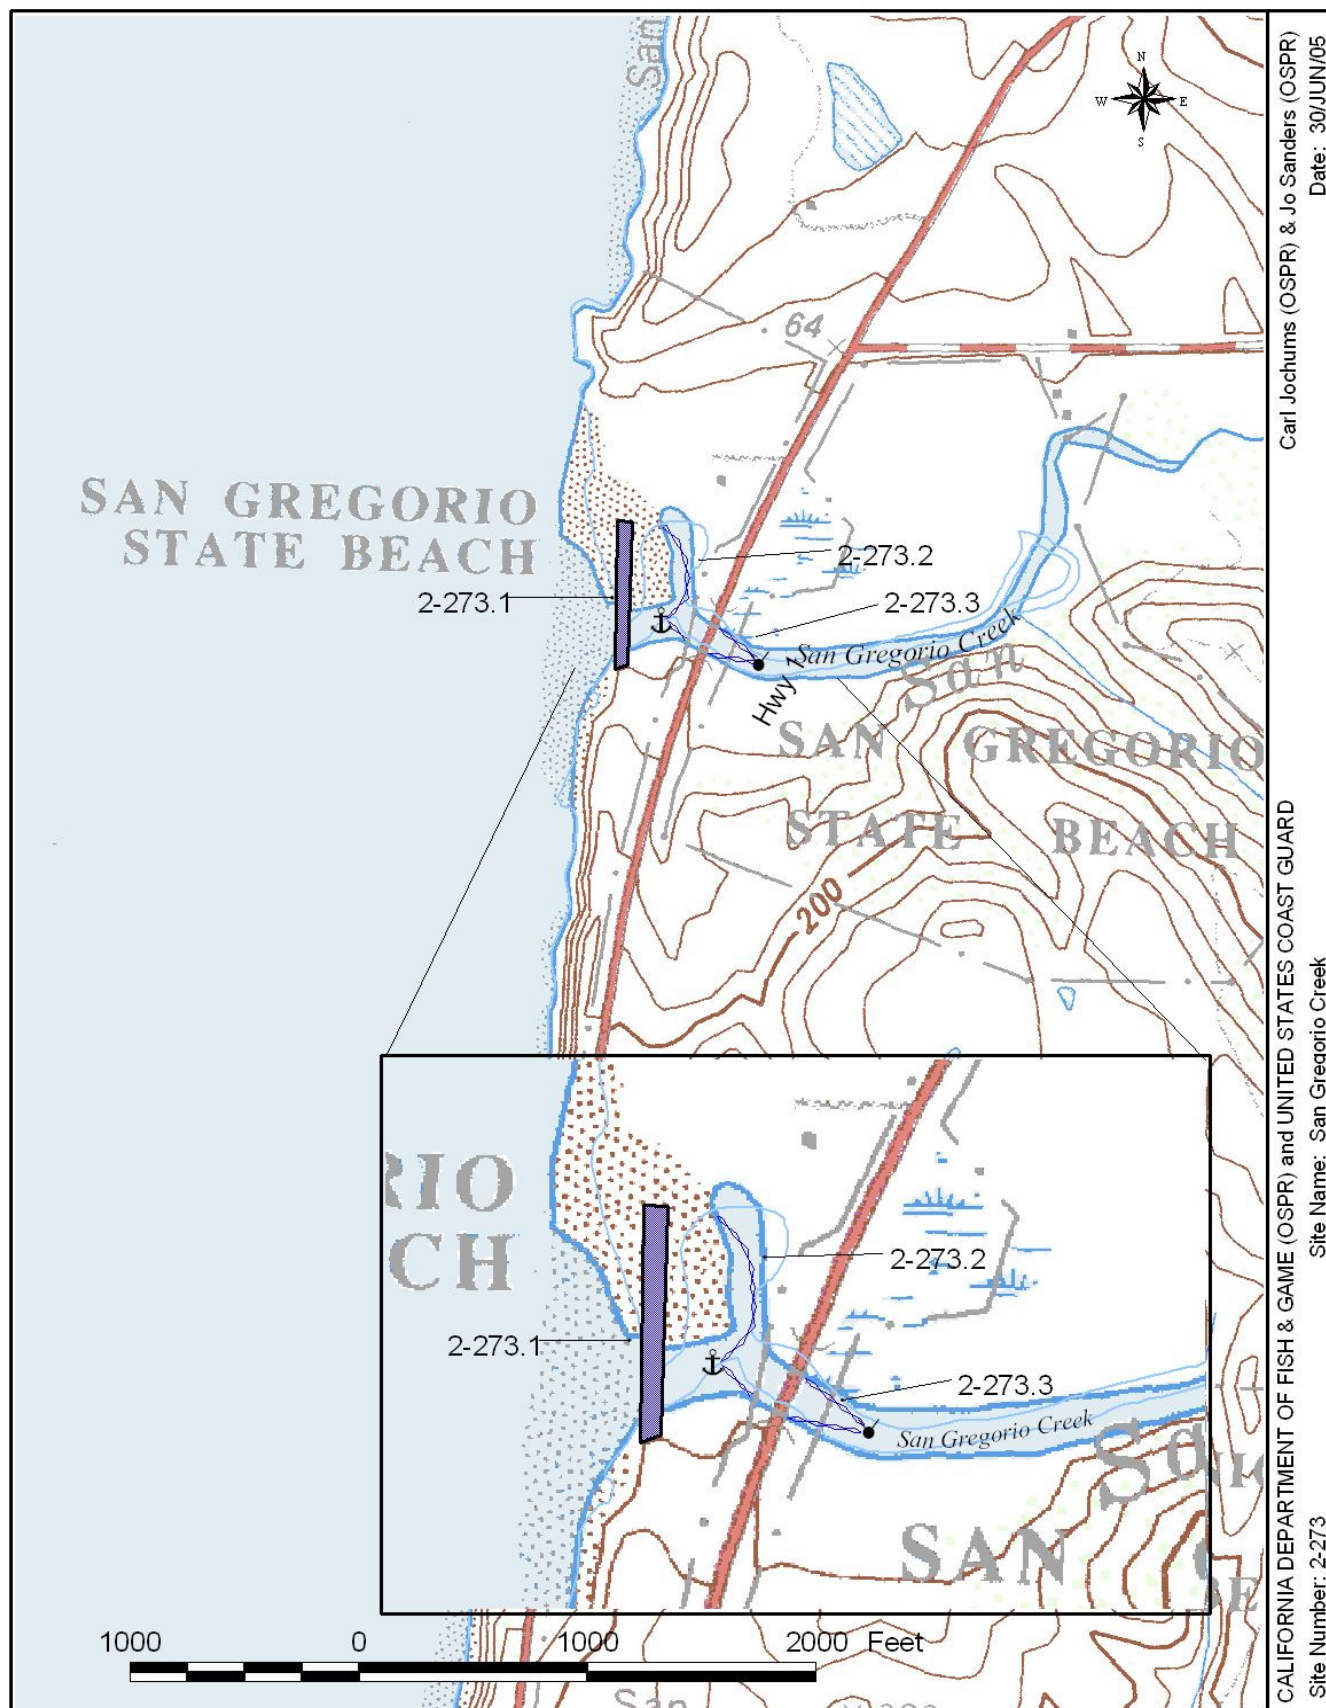 San
N
W E
S
64
SAN GREGORIO
STATE BEACH
2-273.2
2-273.1
2-273.3
San Gregorio Creek
Hwy 1
San
SAN GREGORIO
STATE BEACH
200
RIO
CH
2-273.2
2-273.1
2-273.3
San Gregorio Creek
Sa
SAN
1000 0 1000 2000 Feet
San
CALIFORNIA DEPARTMENT OF FISH & GAME (OSPR) and UNITED STATES COAST GUARD
Carl Jochums (OSPR) & Jo Sanders (OSPR)
Site Number: 2-273
Site Name: San Gregorio Creek
Date: 30/JUN/05